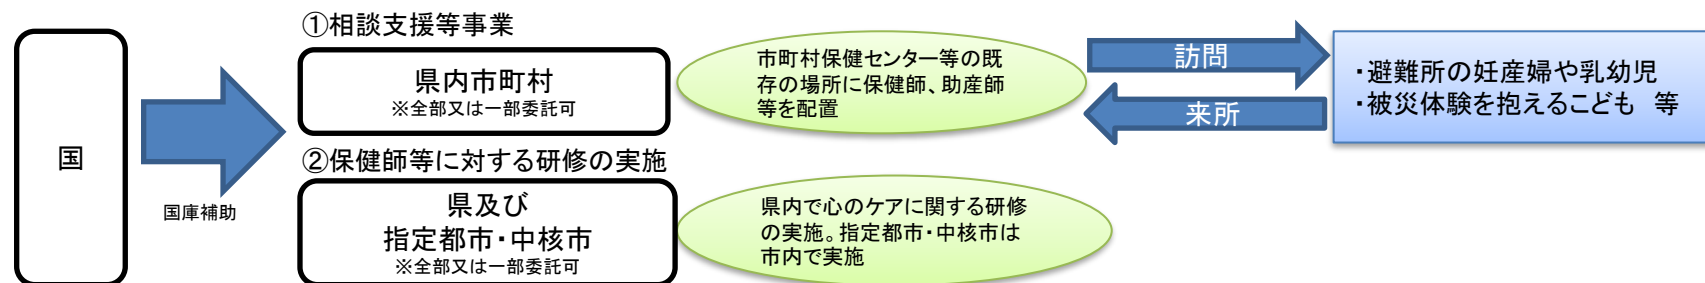 国
国庫補助
①相談支援等事業
県内市町村
※全部又は一部委託可
市町村保健センター等の既
存の場所に保健師、助産師
等を配置
訪問
来所
・避難所の妊産婦や乳幼児
・被災体験を抱えるこども　等
②保健師等に対する研修の実施
県及び
指定都市・中核市
※全部又は一部委託可
県内で心のケアに関する研修
の実施。指定都市・中核市は
市内で実施